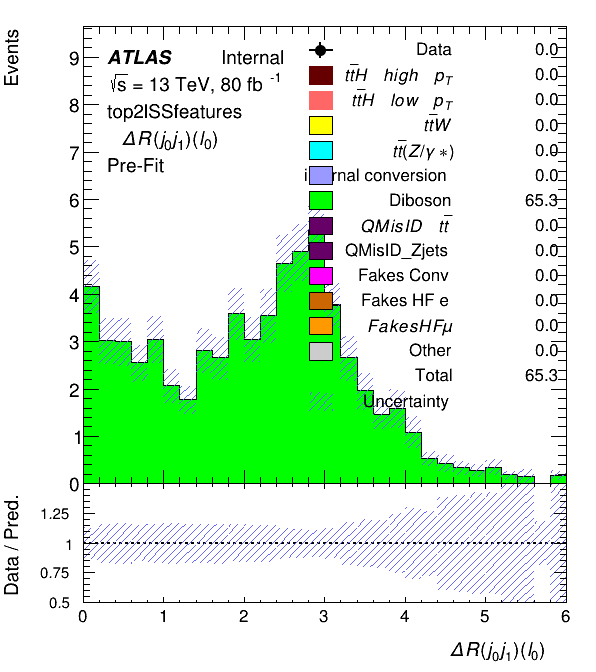 Events
ATLAS Internal
√s = 13 TeV, 80 fb -1
top2lSSfeatures
ΔR(j0j1)(l0)
Pre-Fit
Data 0.0
tt̄H high pT 0.0
tt̄H low pT 0.0
tt̄W 0.0
tt̄(Z/γ*) 0.0
internal conversion 0.0
Diboson 65.3
QMisID tt̄ 0.0
QMisID_Zjets 0.0
Fakes Conv 0.0
Fakes HF e 0.0
FakesHFμ 0.0
Other 0.0
Total 65.3
Uncertainty
9
8
7
6
5
4
3
2
1
0
Data / Pred.
1.25
1
0.75
0.5
0 1 2 3 4 5 6
ΔR(j0j1)(l0)